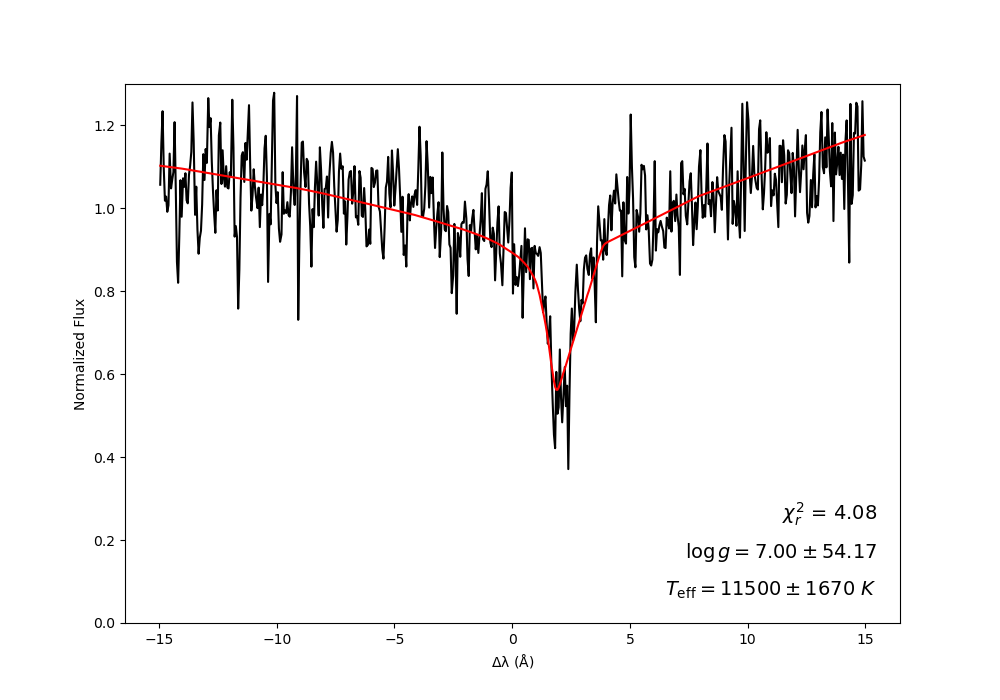 1.2
1.0
0.8
0.6
0.4
0.2
0.0
Normalized Flux
χ²ᵣ = 4.08
log g = 7.00 ± 54.17
T_eff = 11500 ± 1670 K
−15 −10 −5 0 5 10 15
Δλ (Å)